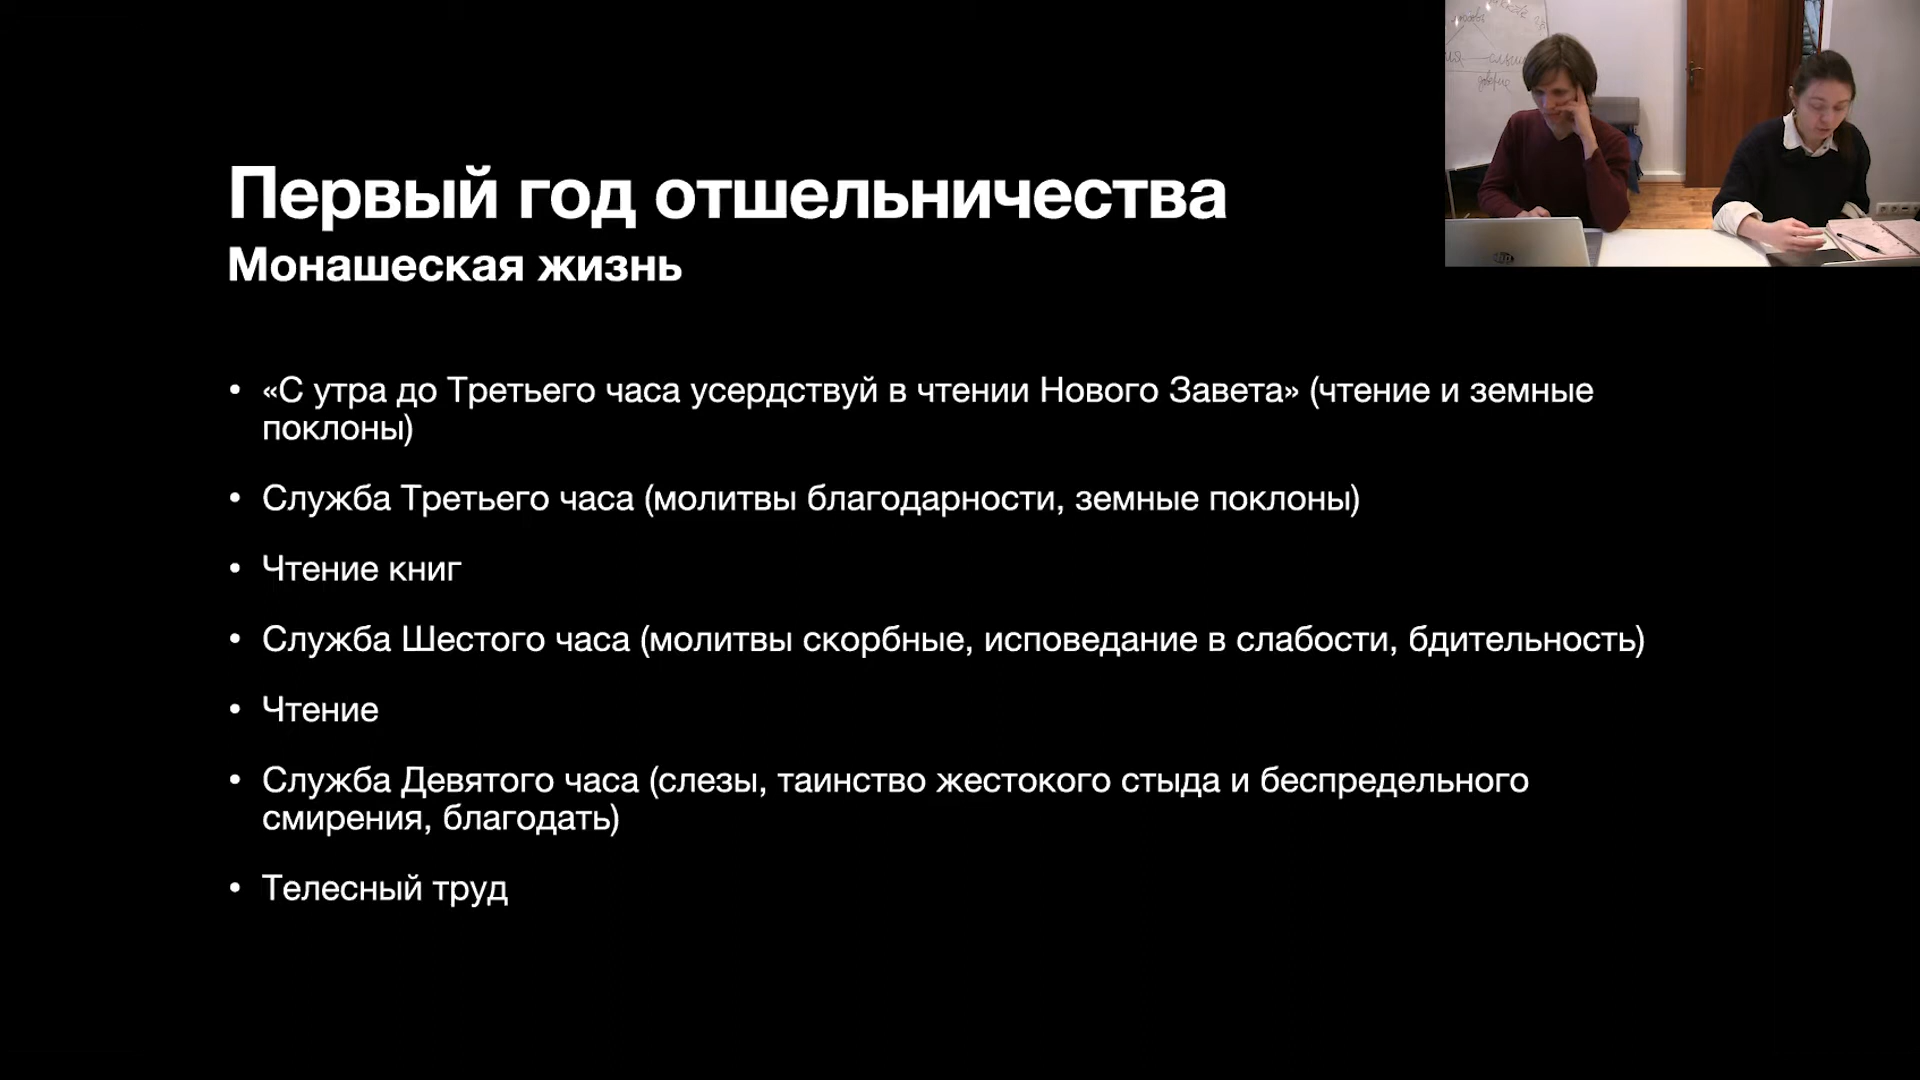 Первый год отшельничества
Монашеская жизнь
• «С утра до Третьего часа усердствуй в чтении Нового Завета» (чтение и земные
поклоны)
• Служба Третьего часа (молитвы благодарности, земные поклоны)
• Чтение книг
• Служба Шестого часа (молитвы скорбные, исповедание в слабости, бдительность)
• Чтение
• Служба Девятого часа (слезы, таинство жестокого стыда и беспредельного
смирения, благодать)
• Телесный труд